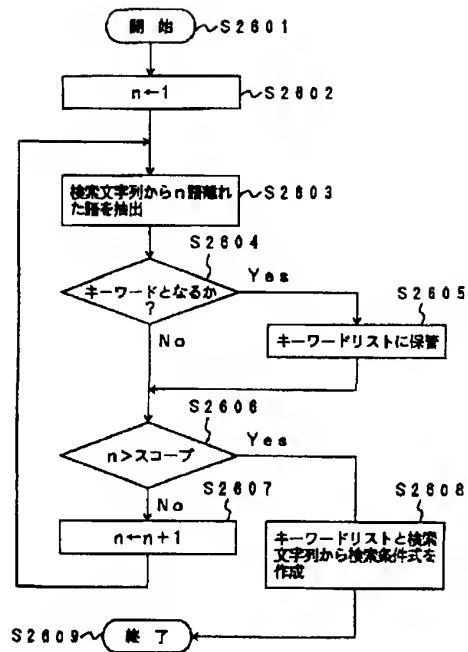 開始
S2601
n←1
S2602
検索文字列からn語離れ
た語を抽出
S2603
S2604
キーワードとなるか
?
Yes
No
S2605
キーワードリストに保管
S2606
n>スコープ
Yes
No
S2607
n←n+1
S2608
キーワードリストと検索
文字列から検索条件式を
作成
S2609
終了